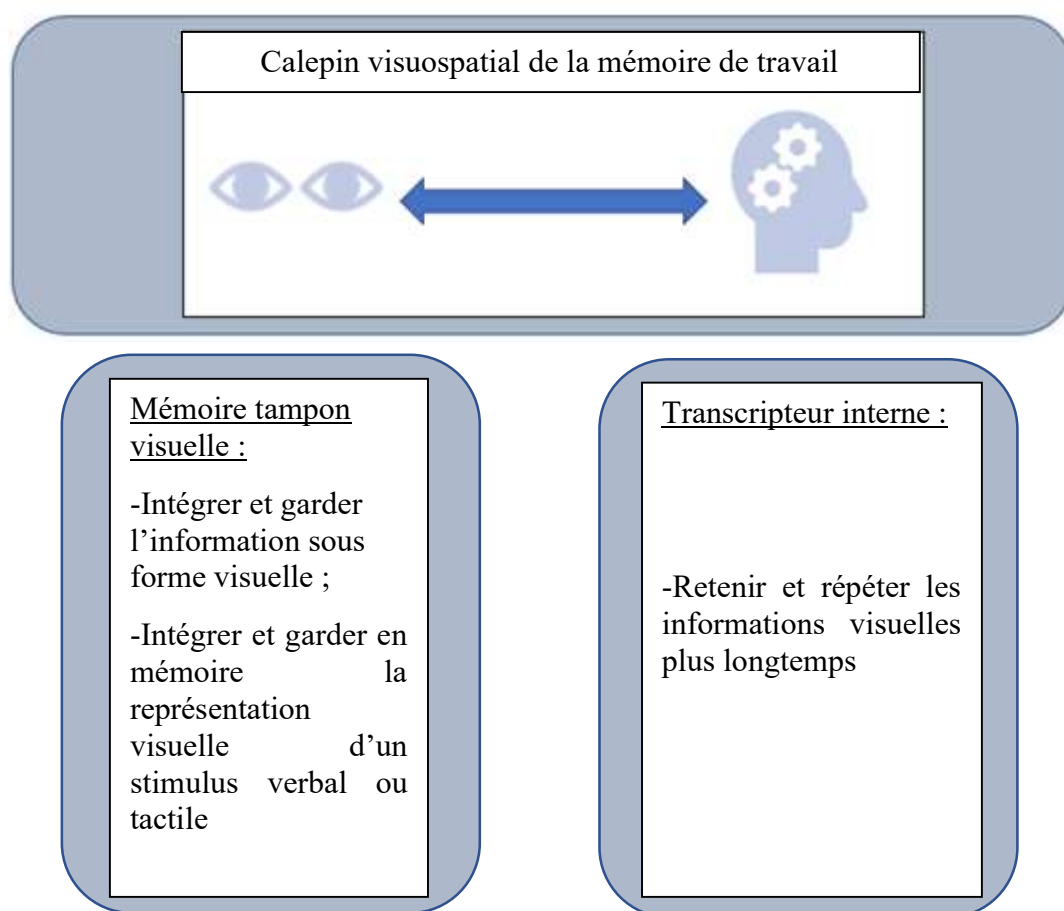 Calepin visuospatial de la mémoire de travail
Mémoire tampon
visuelle :
-Intégrer et garder
l’information sous
forme visuelle ;
-Intégrer et garder en
mémoire la
représentation
visuelle d’un
stimulus verbal ou
tactile
Transcripteur interne :
-Retenir et répéter les
informations visuelles
plus longtemps